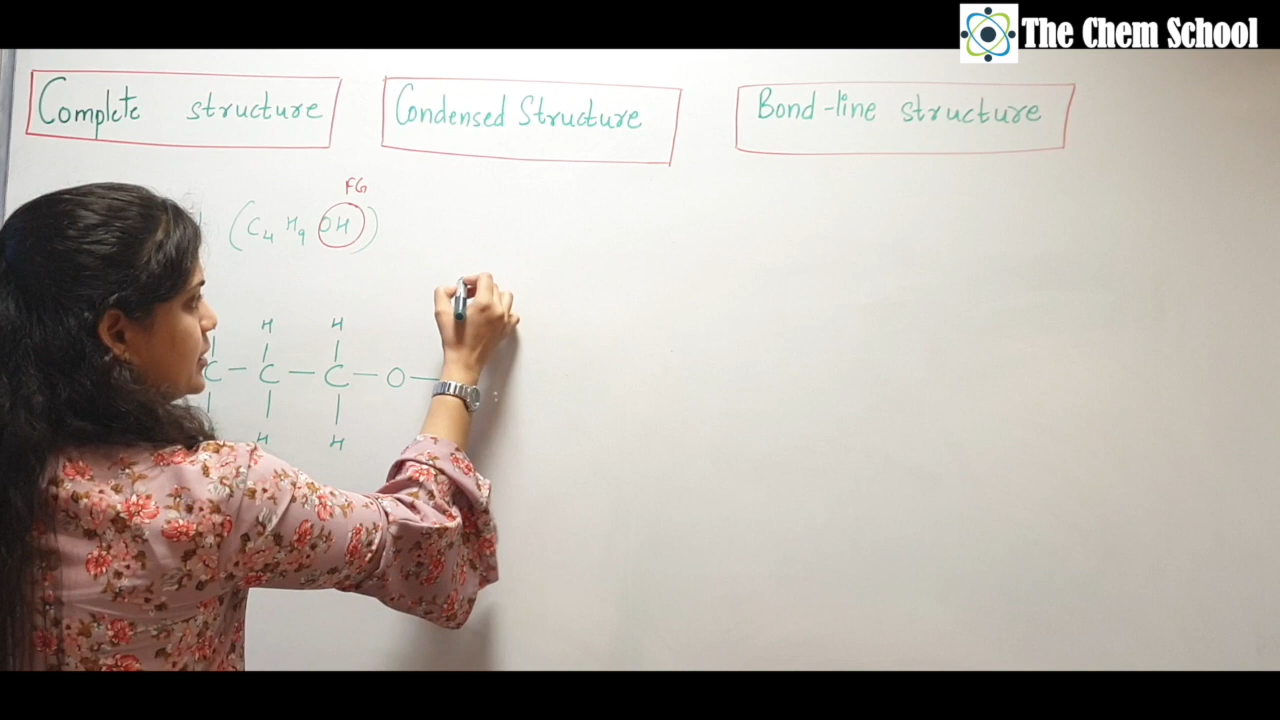 The Chem School
Complete structure
Condensed Structure
Bond-line structure
FG
(C4 H9 OH)
H H
C — C — C — O —
H H